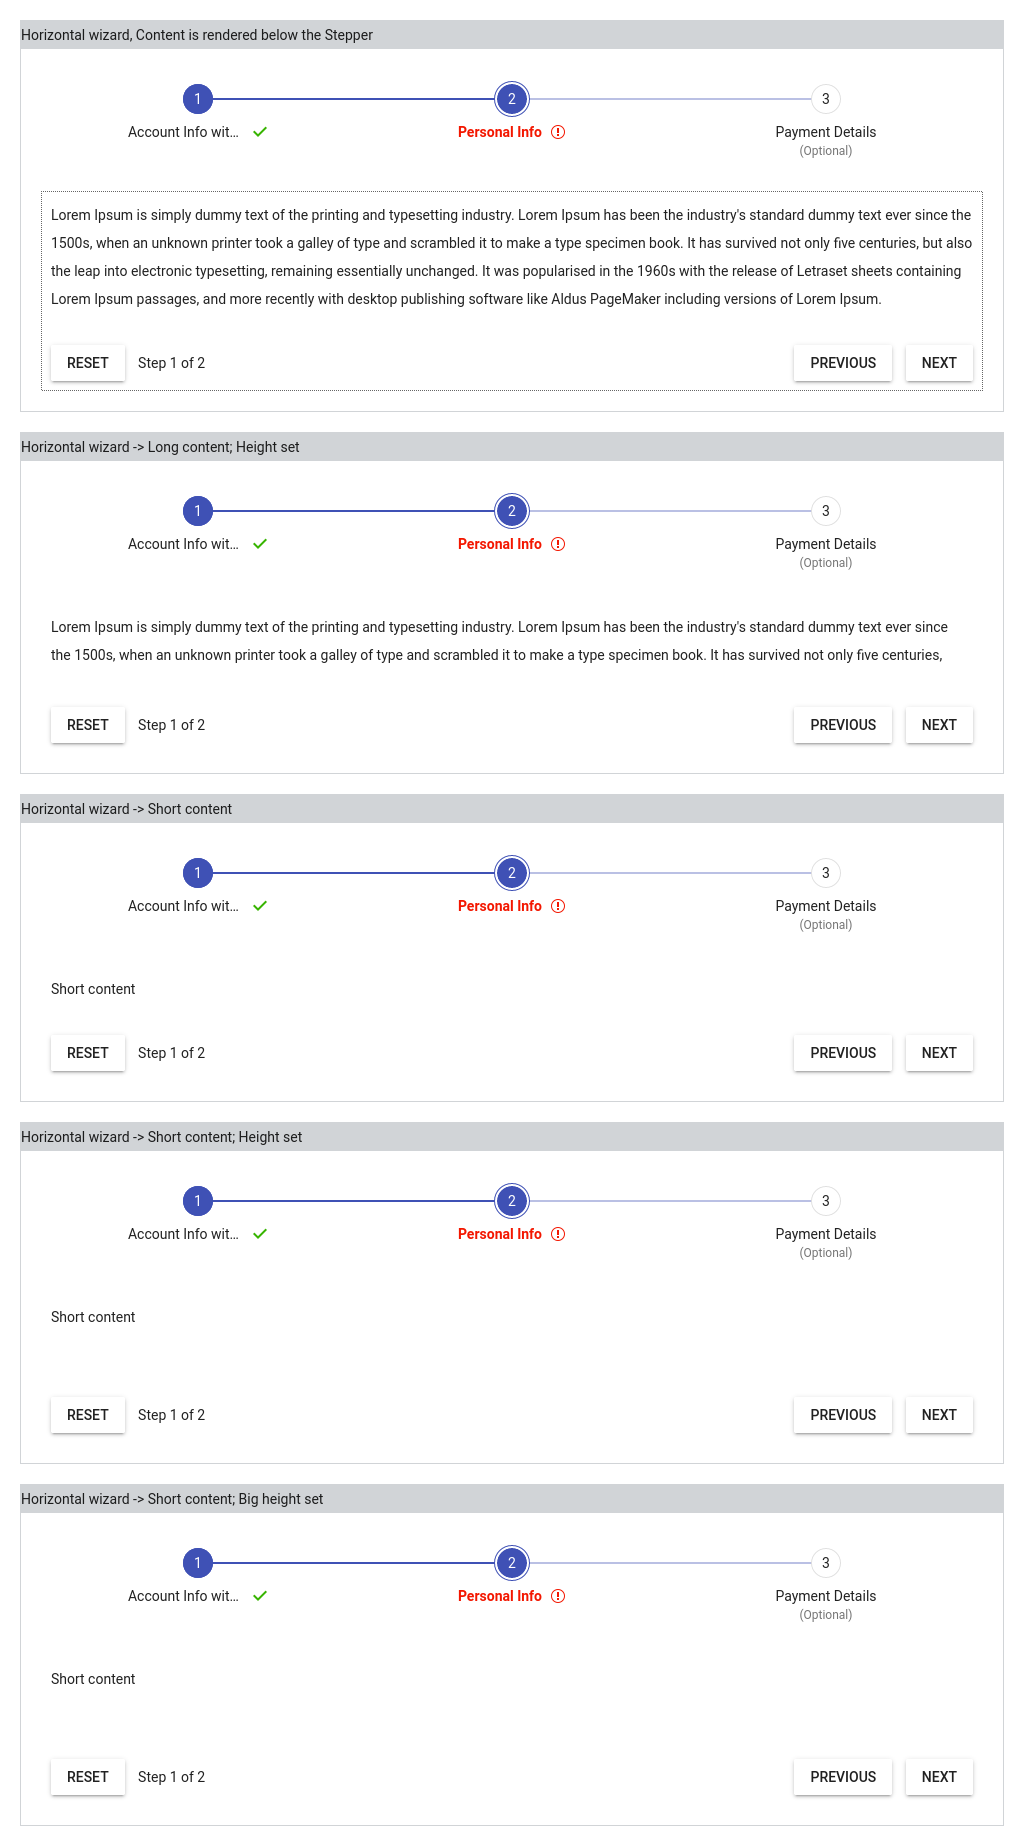 Horizontal wizard, Content is rendered below the Stepper
1 2 3
Account Info wit... Personal Info Payment Details
(Optional)
Lorem Ipsum is simply dummy text of the printing and typesetting industry. Lorem Ipsum has been the industry's standard dummy text ever since the
1500s, when an unknown printer took a galley of type and scrambled it to make a type specimen book. It has survived not only five centuries, but also
the leap into electronic typesetting, remaining essentially unchanged. It was popularised in the 1960s with the release of Letraset sheets containing
Lorem Ipsum passages, and more recently with desktop publishing software like Aldus PageMaker including versions of Lorem Ipsum.
RESET Step 1 of 2 PREVIOUS NEXT
Horizontal wizard -> Long content; Height set
1 2 3
Account Info wit... Personal Info Payment Details
(Optional)
Lorem Ipsum is simply dummy text of the printing and typesetting industry. Lorem Ipsum has been the industry's standard dummy text ever since
the 1500s, when an unknown printer took a galley of type and scrambled it to make a type specimen book. It has survived not only five centuries,
RESET Step 1 of 2 PREVIOUS NEXT
Horizontal wizard -> Short content
1 2 3
Account Info wit... Personal Info Payment Details
(Optional)
Short content
RESET Step 1 of 2 PREVIOUS NEXT
Horizontal wizard -> Short content; Height set
1 2 3
Account Info wit... Personal Info Payment Details
(Optional)
Short content
RESET Step 1 of 2 PREVIOUS NEXT
Horizontal wizard -> Short content; Big height set
1 2 3
Account Info wit... Personal Info Payment Details
(Optional)
Short content
RESET Step 1 of 2 PREVIOUS NEXT